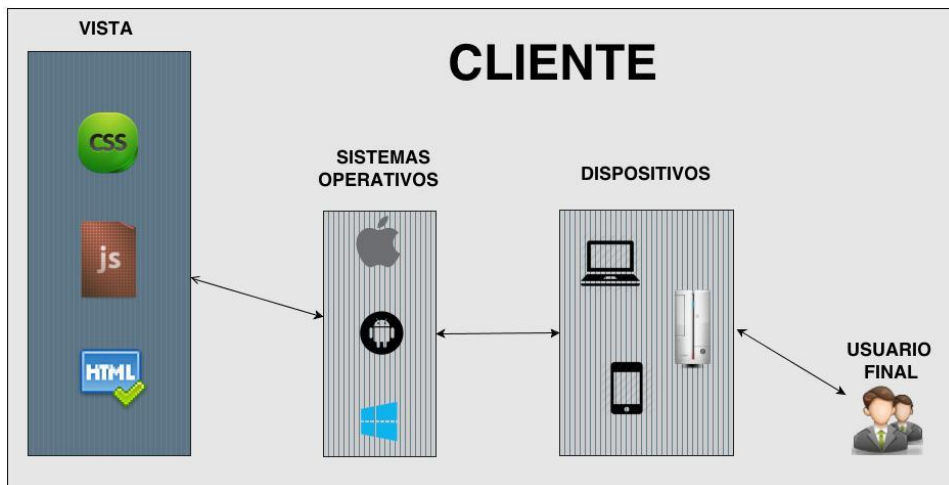 VISTA
CLIENTE
CSS
js
HTML
SISTEMAS
OPERATIVOS
DISPOSITIVOS
USUARIO
FINAL